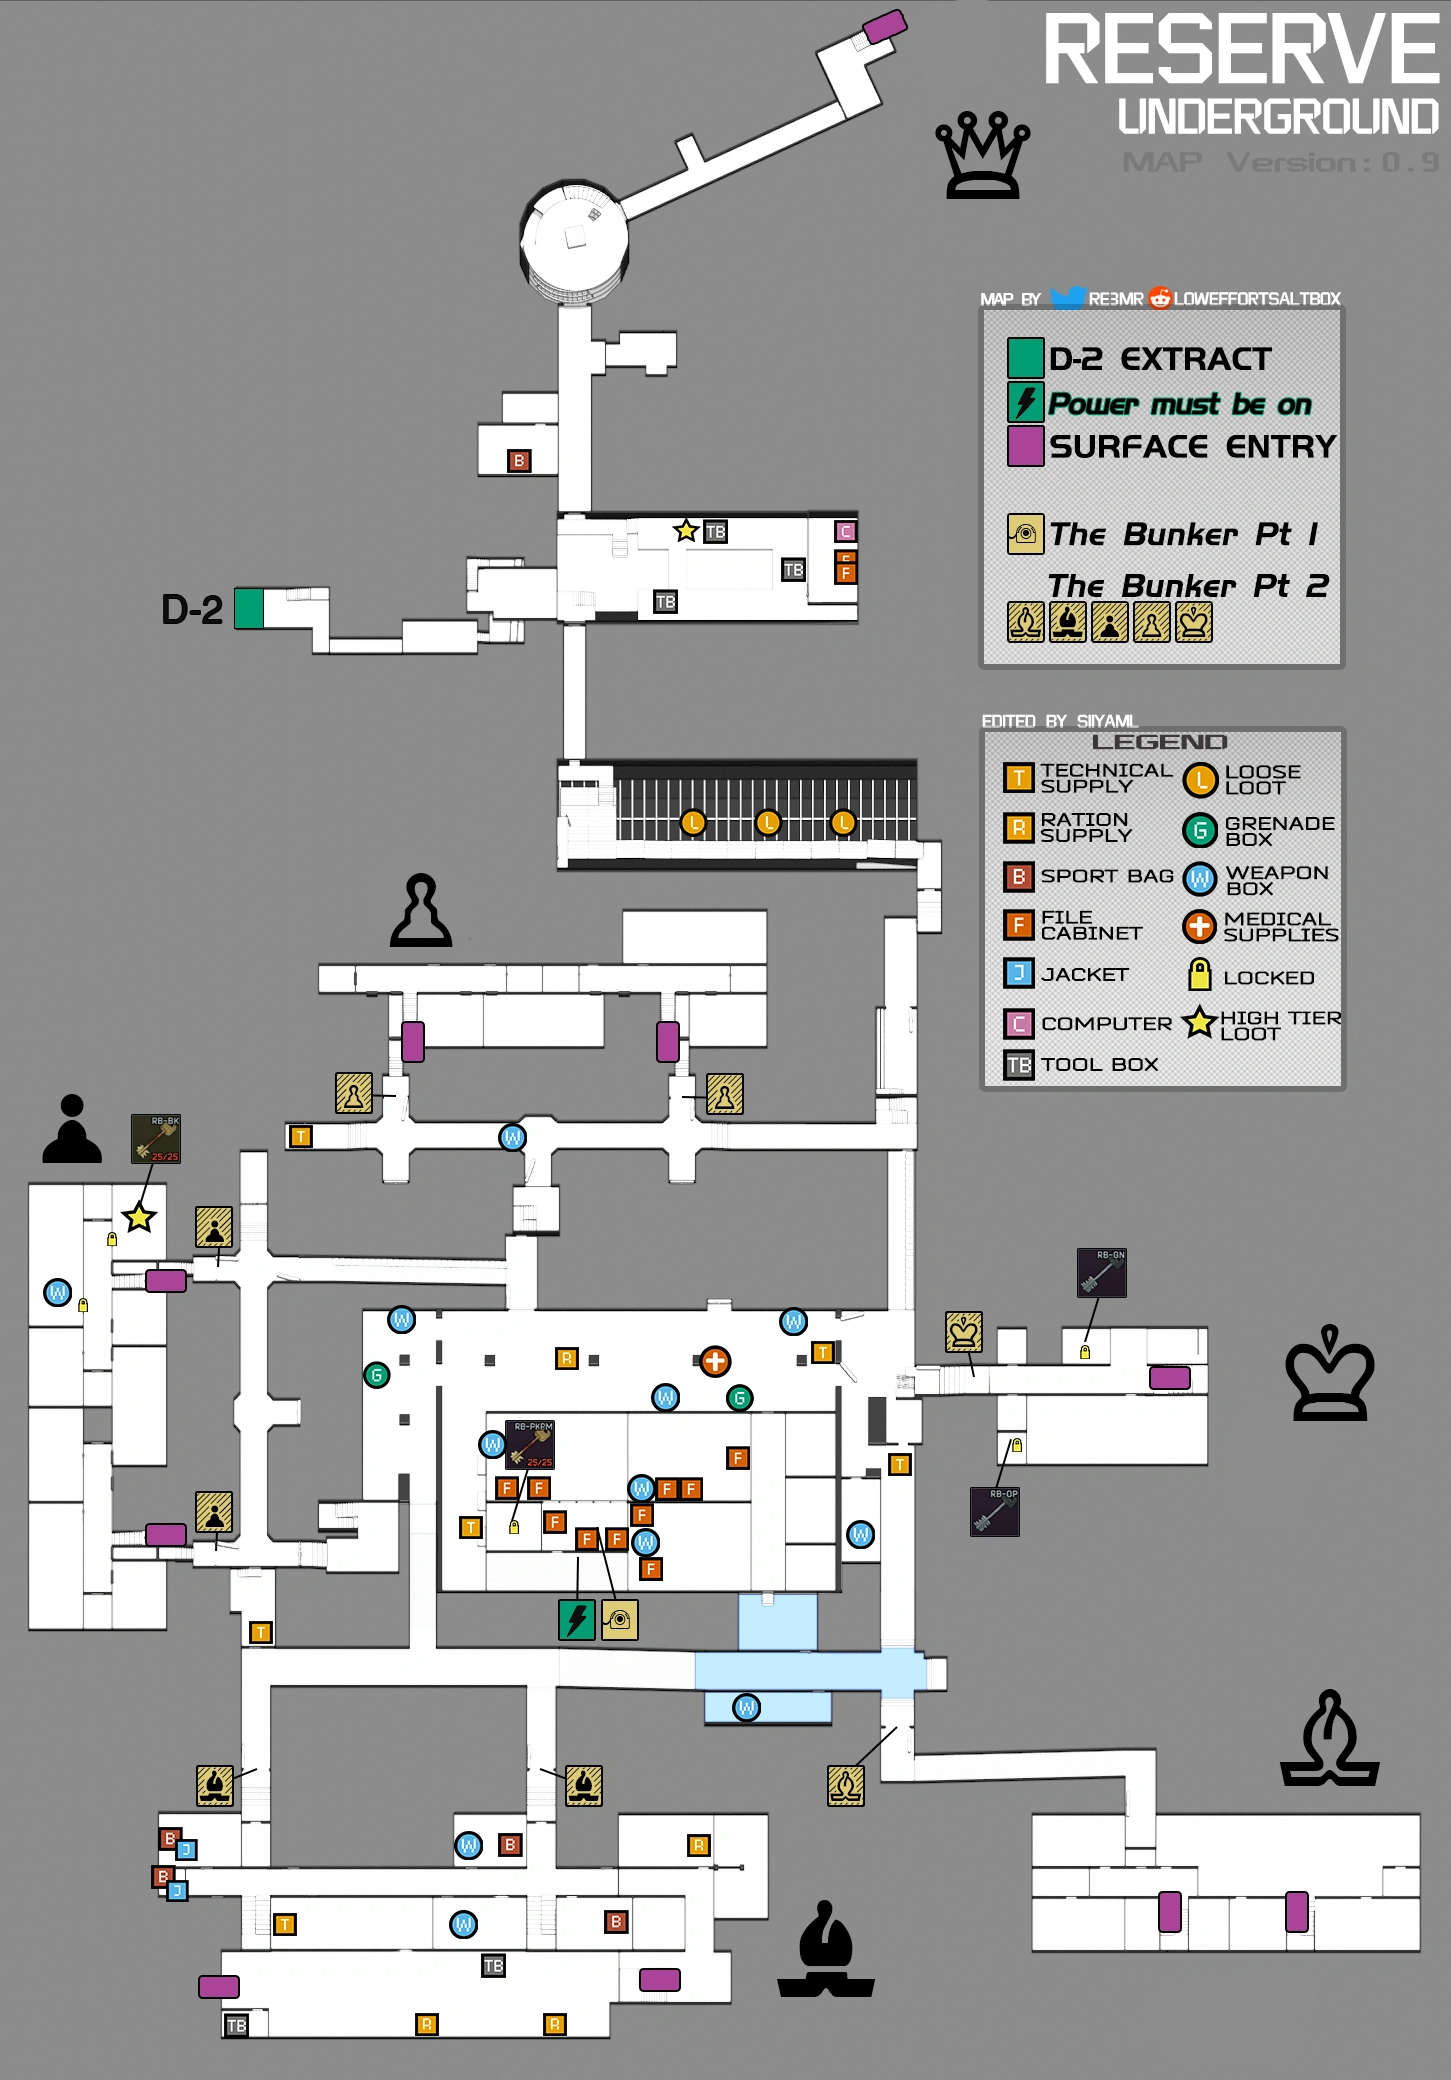 RESERVE
UNDERGROUND
MAP Version:0.9
MAP BY RE3MR LOWEFFORTSALTBOX
D-2 EXTRACT
Power must be on
SURFACE ENTRY
The Bunker Pt 1
The Bunker Pt 2
EDITED BY SIIYAML
LEGEND
T TECHNICAL
SUPPLY
L LOOSE
LOOT
R RATION
SUPPLY
G GRENADE
BOX
B SPORT BAG
W WEAPON
BOX
F FILE
CABINET
MEDICAL
SUPPLIES
J JACKET
LOCKED
C COMPUTER
HIGH TIER
LOOT
TB TOOL BOX
B
TB
C
TB
F
F
TB
D-2
L
L
L
T
W
RB-BK
25/25
W
RB-GN
W
W
R
T
G
W
G
W
RB-PKPM
25/25
F
T
F
F
W
F
F
RB-OP
F
T
F
F
F
W
W
F
T
W
B
J
W
B
R
B
J
T
W
B
TB
TB
R
R